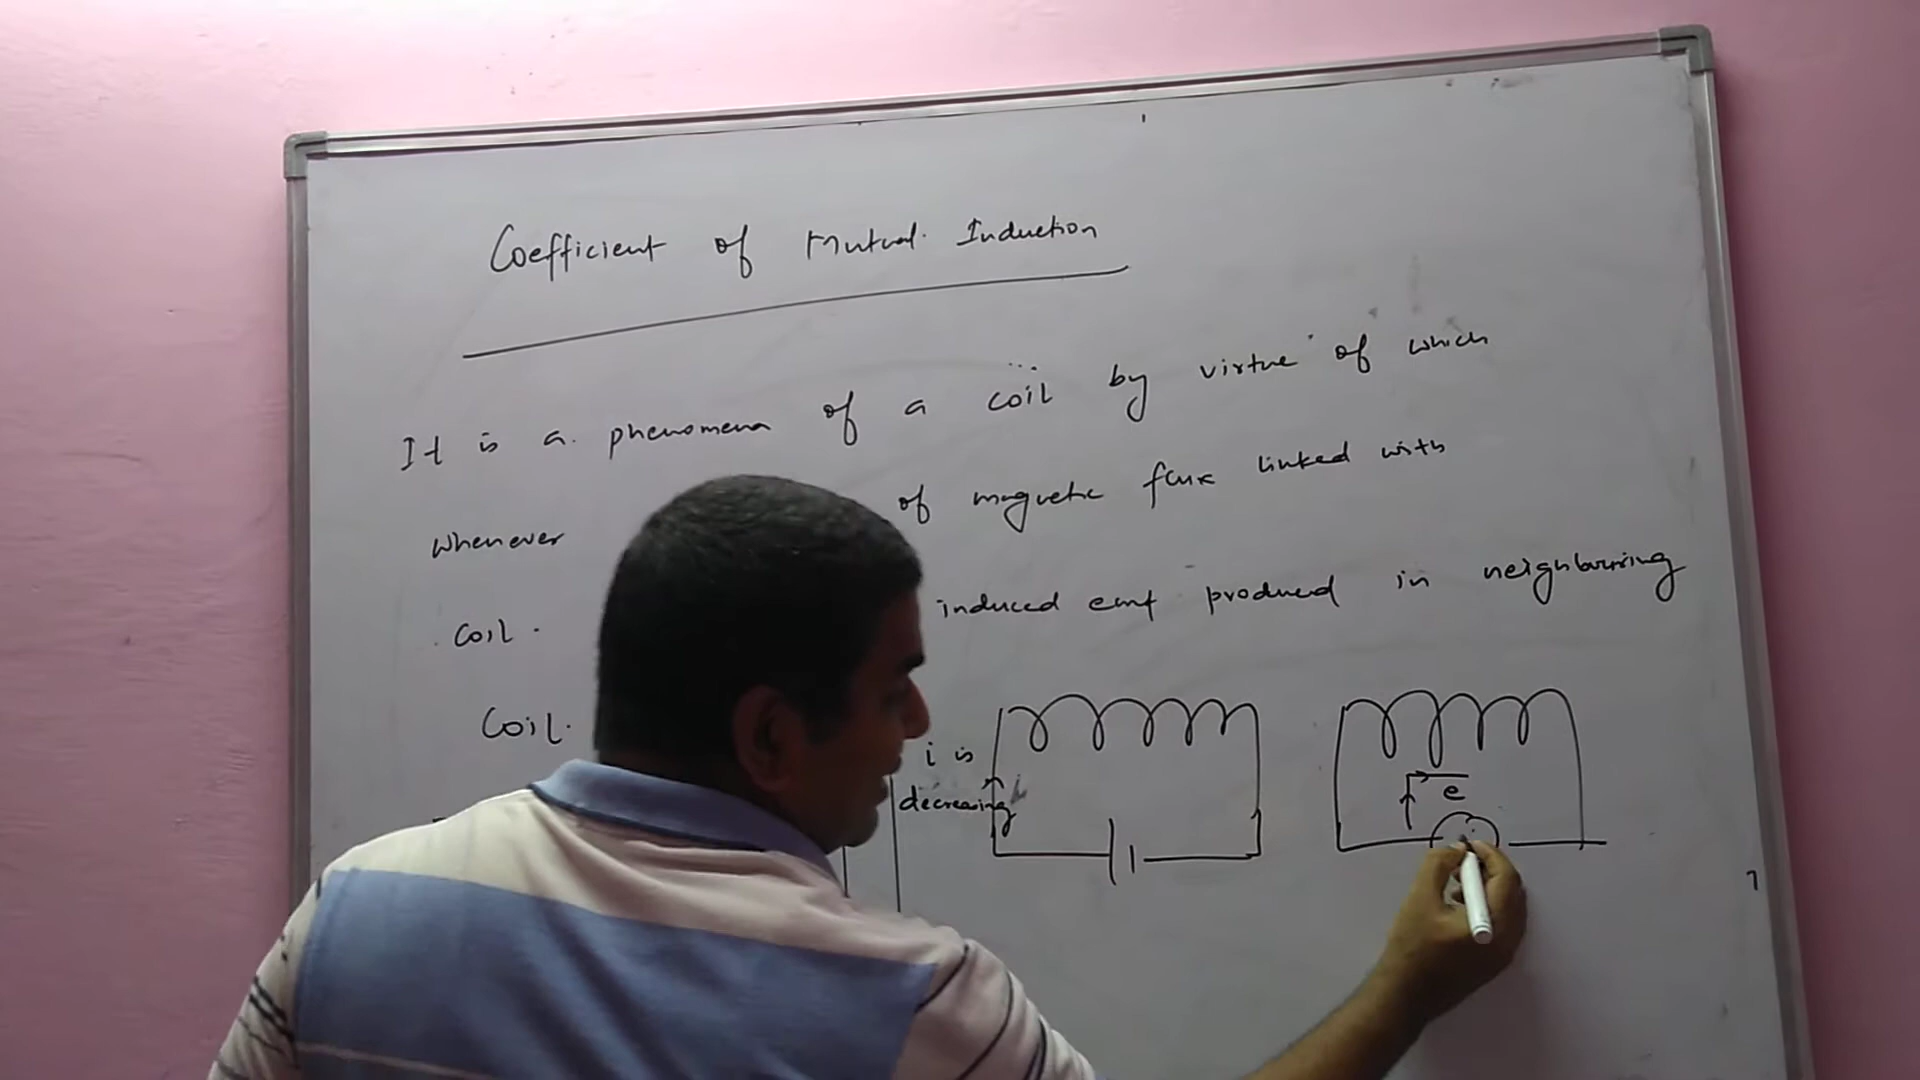 Coefficient of Mutual Induction
It is a phenomena of a coil by virtue of which
whenever of magnetic flux linked with
coil. induced emf produced in neighbouring
coil.
i is
decreasing
e